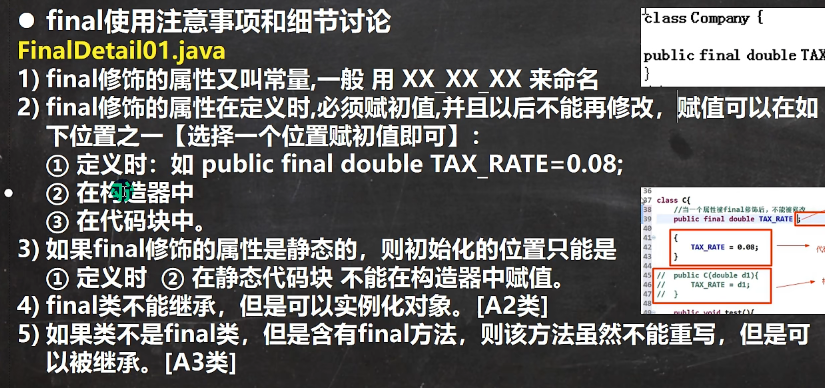 ● final使用注意事项和细节讨论
FinalDetail01.java
1) final修饰的属性又叫常量,一般 用 XX_XX_XX 来命名
2) final修饰的属性在定义时,必须赋初值,并且以后不能再修改，赋值可以在如
下位置之一【选择一个位置赋初值即可】:
① 定义时：如 public final double TAX_RATE=0.08;
② 在构造器中
③ 在代码块中。
3) 如果final修饰的属性是静态的，则初始化的位置只能是
① 定义时 ② 在静态代码块 不能在构造器中赋值。
4) final类不能继承，但是可以实例化对象。[A2类]
5) 如果类不是final类，但是含有final方法，则该方法虽然不能重写，但是可
以被继承。[A3类]
class Company {
public final double TAX
}
36
37 class C{
38 //当一个属性被final修饰后，不能被修改
39 public final double TAX_RATE ;
40
41 {
42 TAX_RATE = 0.08;
43 }
44
45 // public C(double d1){
46 // TAX_RATE = d1;
47 // }
48
public void test(){